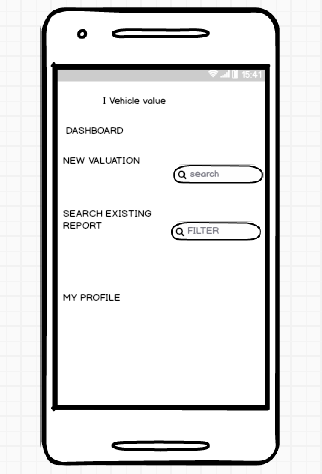 15:41
I Vehicle value
DASHBOARD
NEW VALUATION
search
SEARCH EXISTING
REPORT
FILTER
MY PROFILE